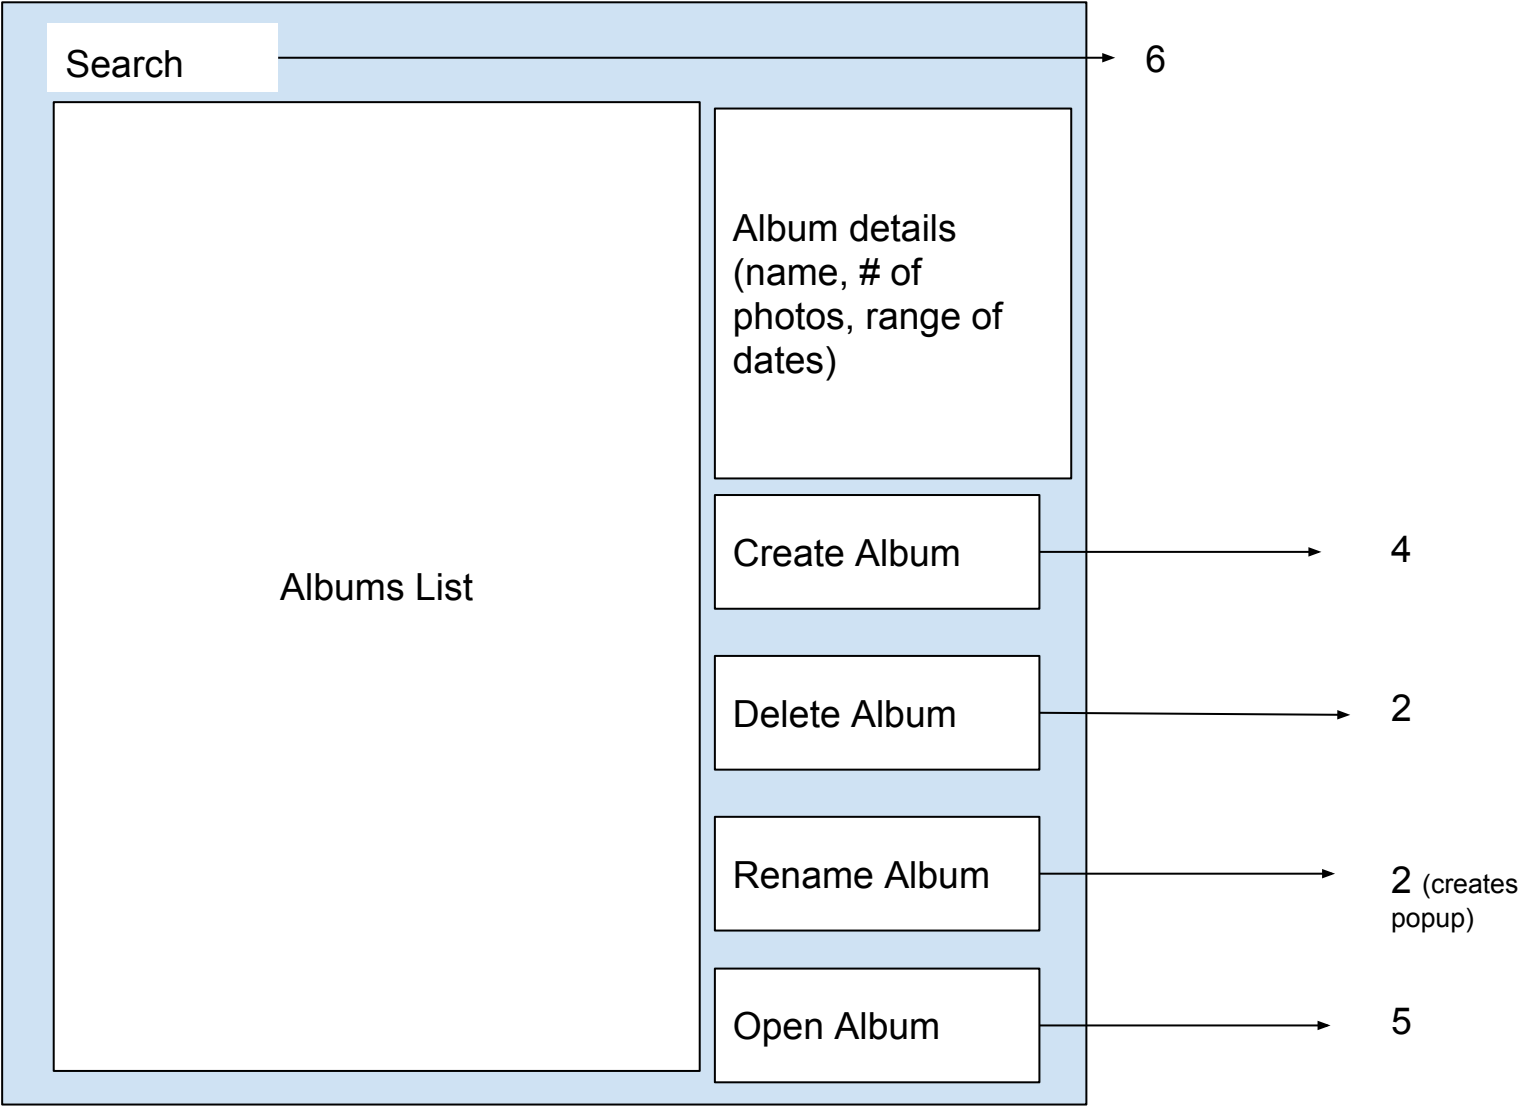 Search
6
Album details
(name, # of
photos, range of
dates)
Albums List
Create Album
4
Delete Album
2
Rename Album
2 (creates
popup)
Open Album
5